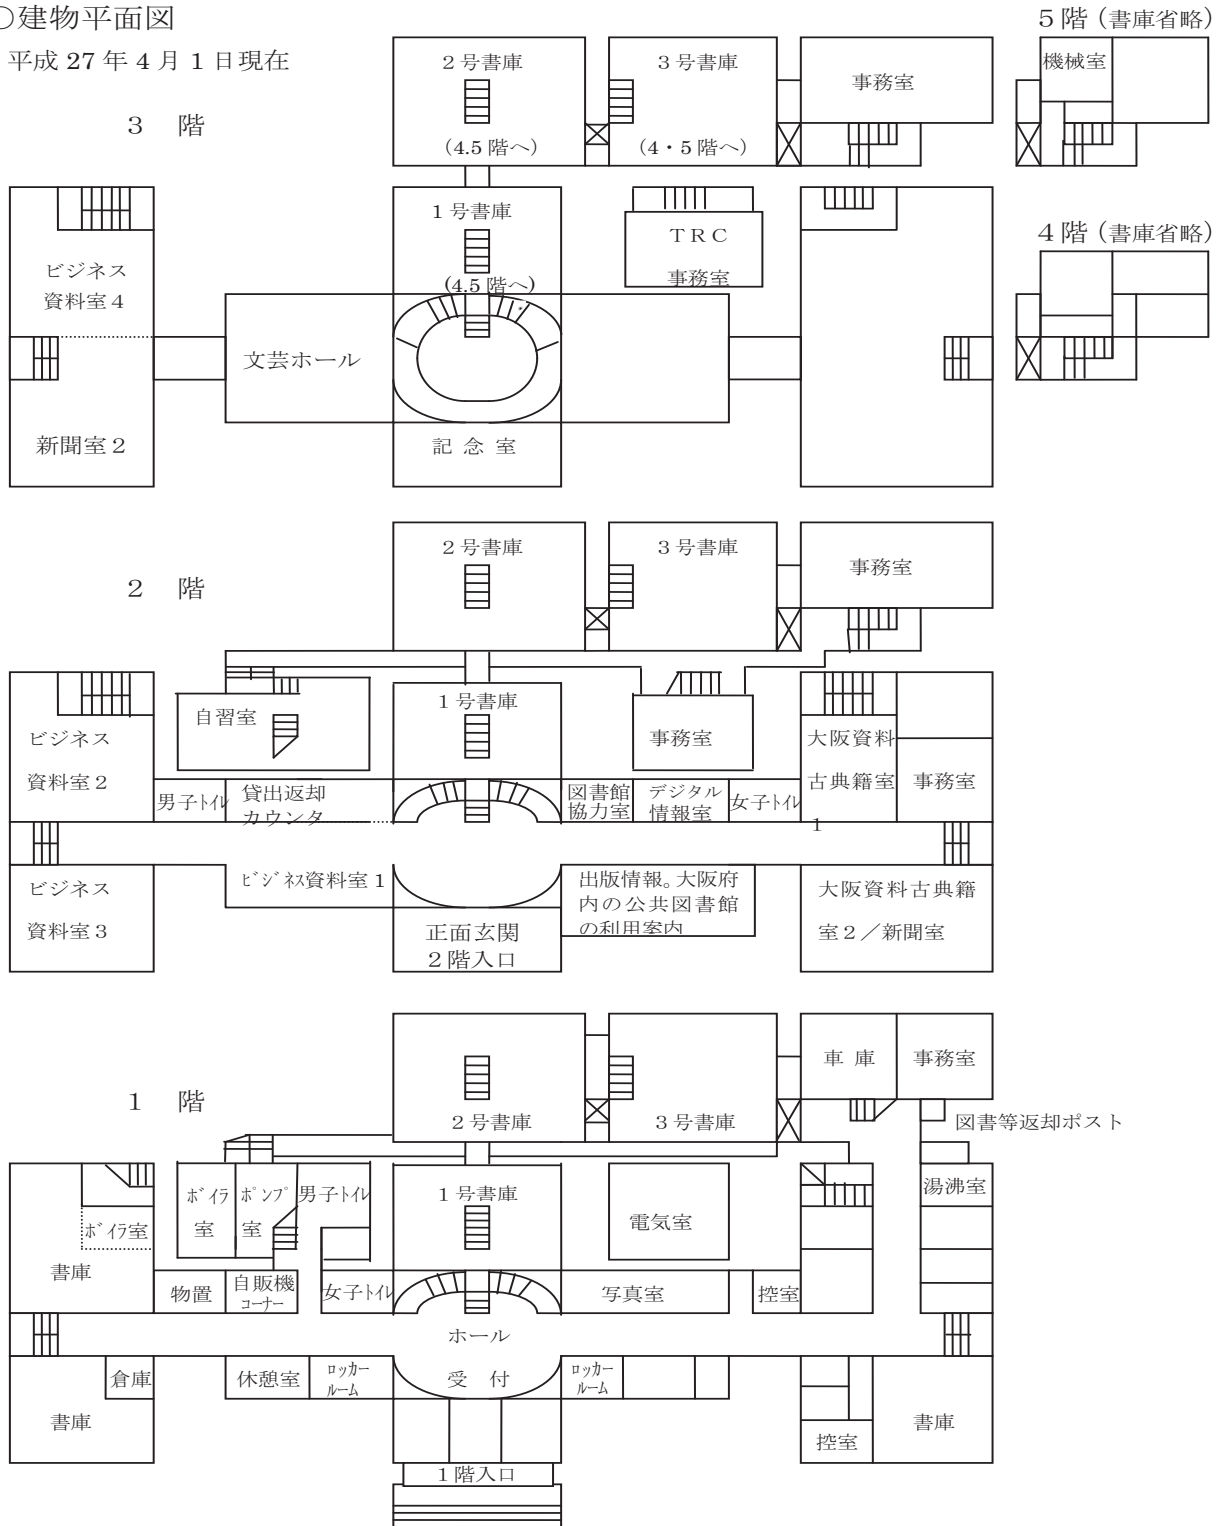 〇建物平面図
平成 27 年 4 月 1 日現在
5 階 (書庫省略)
機械室
3 階
2号書庫
3号書庫
事務室
(4.5 階へ)
(4・5 階へ)
1号書庫
TRC
事務室
4 階 (書庫省略)
ビジネス
資料室4
(4.5 階へ)
文芸ホール
新聞室2
記 念 室
2 階
2号書庫
3号書庫
事務室
ビジネス
資料室2
自習室
1号書庫
事務室
大阪資料
古典籍室
1
事務室
男子トイレ
貸出返却
カウンタ
図書館
協力室
デジタル
情報室
女子トイレ
ビジネス
資料室3
ビジネス資料室1
正面玄関
2階入口
出版情報。大阪府
内の公共図書館
の利用案内
大阪資料古典籍
室2/新聞室
1 階
2号書庫
3号書庫
車 庫
事務室
図書等返却ポスト
ボイラ室
書庫
ボイラ
室
ポンプ
室
男子トイレ
1号書庫
電気室
湯沸室
物置
自販機
コーナー
女子トイレ
写真室
控室
ホール
倉庫
書庫
休憩室
ロッカー
ルーム
受 付
ロッカー
ルーム
控室
書庫
1階入口